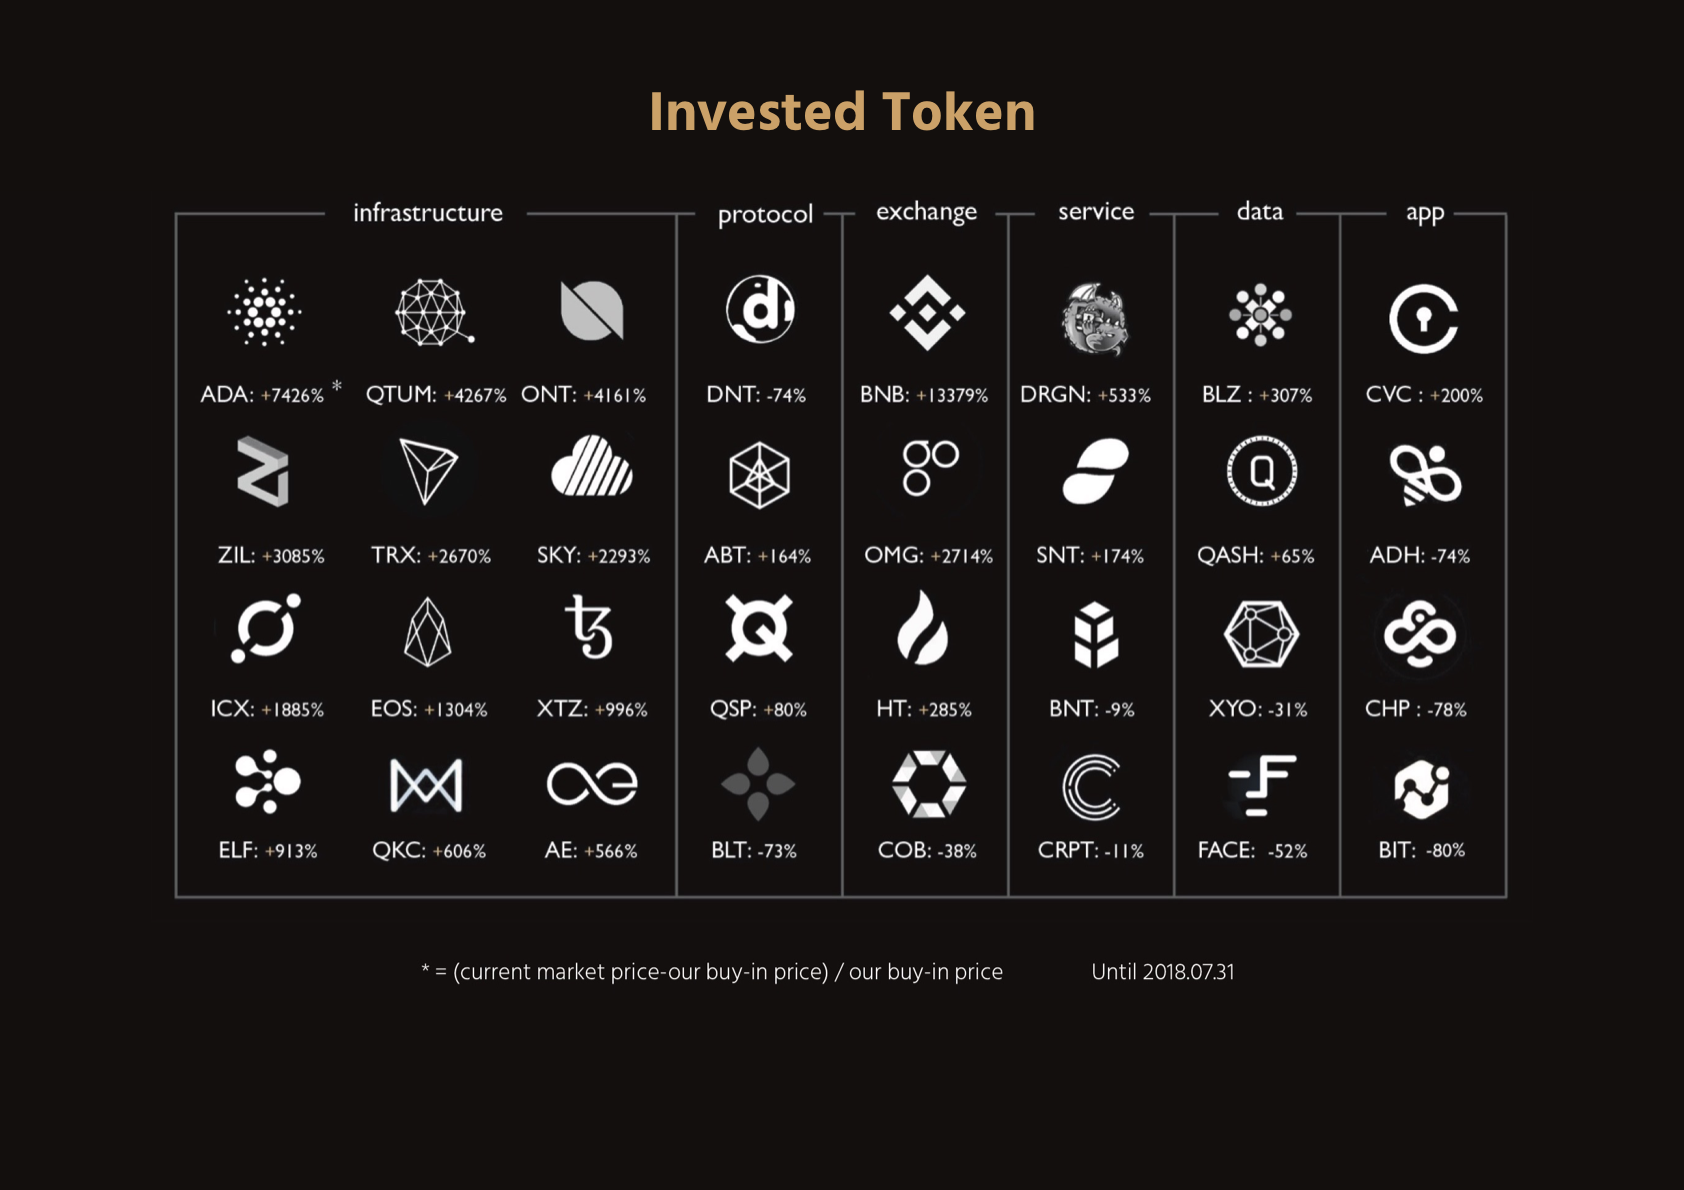 Invested Token
infrastructure protocol exchange service data app
ADA: +7426% * QTUM: +4267% ONT: +4161% DNT: -74% BNB: +13379% DRGN: +533% BLZ : +307% CVC : +200%
ZIL: +3085% TRX: +2670% SKY: +2293% ABT: +164% OMG: +2714% SNT: +174% QASH: +65% ADH: -74%
ICX: +1885% EOS: +1304% XTZ: +996% QSP: +80% HT: +285% BNT: -9% XYO: -31% CHP : -78%
ELF: +913% QKC: +606% AE: +566% BLT: -73% COB: -38% CRPT: -11% FACE: -52% BIT: -80%
* = (current market price-our buy-in price) / our buy-in price Until 2018.07.31